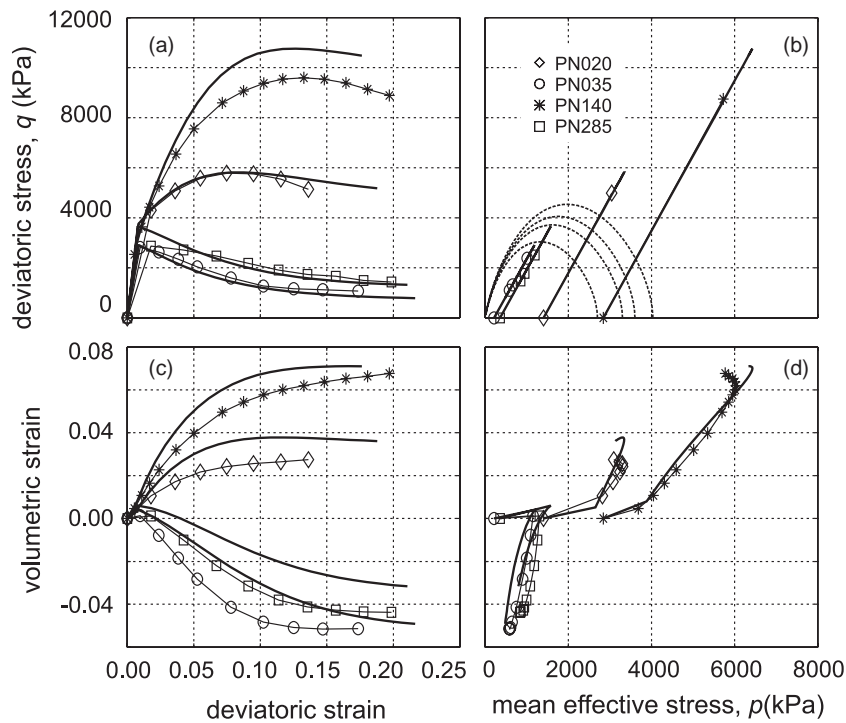 12000
8000
4000
0
deviatoric stress, q (kPa)
(a)
(b)
PN020
PN035
PN140
PN285
0.08
0.04
0.00
-0.04
volumetric strain
(c)
(d)
0.00 0.05 0.10 0.15 0.20 0.25
deviatoric strain
0 2000 4000 6000 8000
mean effective stress, p(kPa)